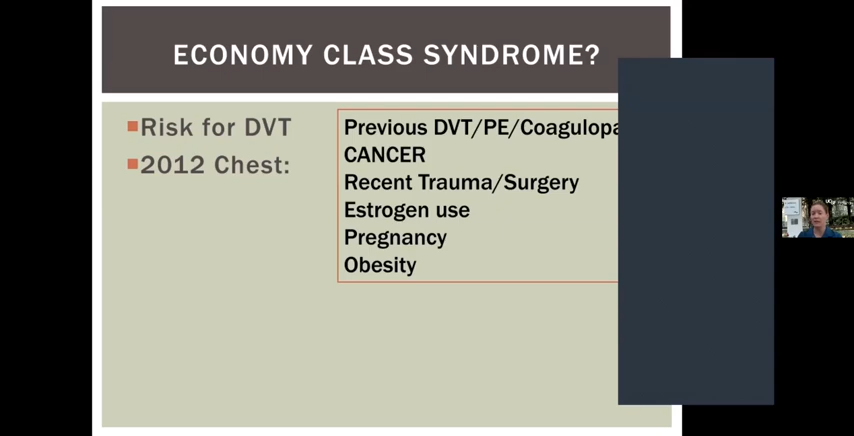 ECONOMY CLASS SYNDROME?
Risk for DVT
2012 Chest:
Previous DVT/PE/Coagulopa
CANCER
Recent Trauma/Surgery
Estrogen use
Pregnancy
Obesity